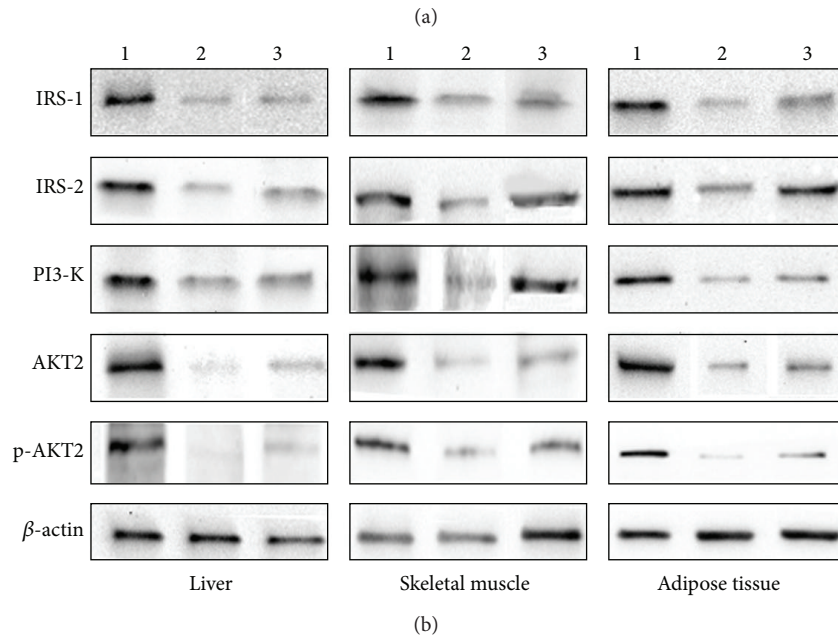 (a)
1 2 3 1 2 3 1 2 3
IRS-1
IRS-2
PI3-K
AKT2
p-AKT2
β-actin
Liver Skeletal muscle Adipose tissue
(b)